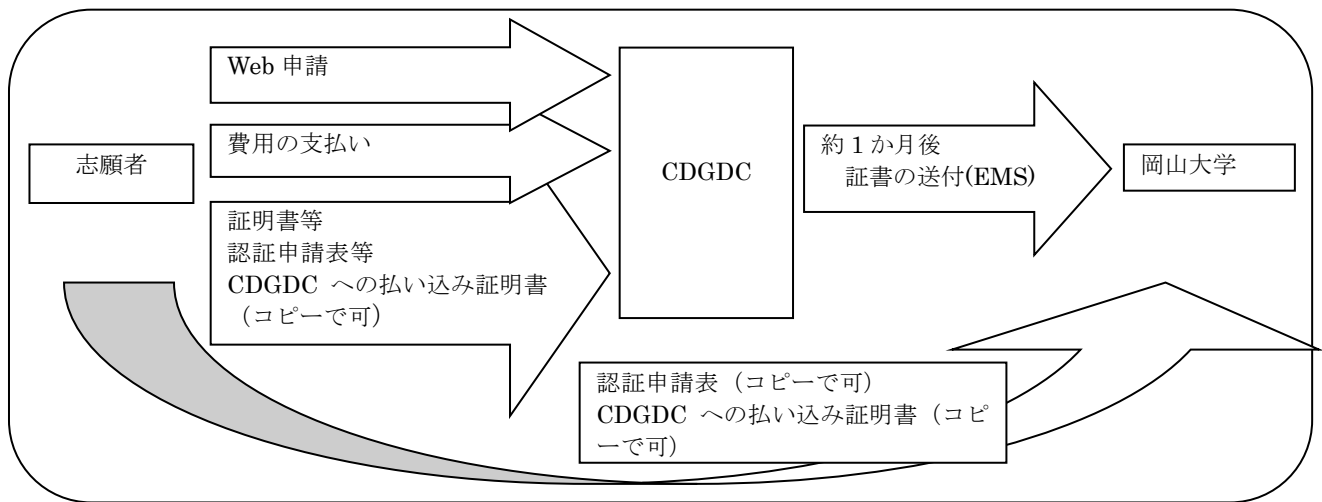 Web 申請
費用の支払い
志願者
証明書等
認証申請表等
CDGDC への払い込み証明書
（コピーで可）
CDGDC
約 1 か月後
証書の送付(EMS)
岡山大学
認証申請表（コピーで可）
CDGDC への払い込み証明書（コピ
ーで可）